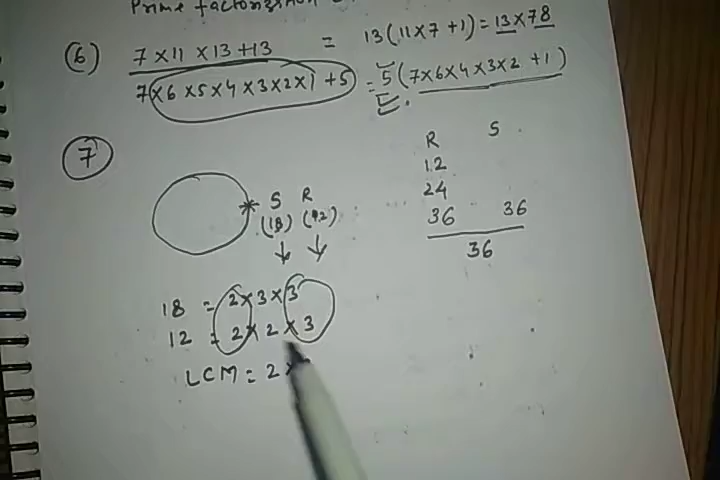 Prime factorization
(6) 7×11×13+13 = 13(11×7+1) = 13×78
7×6×5×4×3×2×1+5 = 5(7×6×4×3×2+1)
E.
(7)
R S
12
24
36 36
36
S R
(18) (12)
18 = 2×3×3
12 = 2×2×3
LCM = 2×